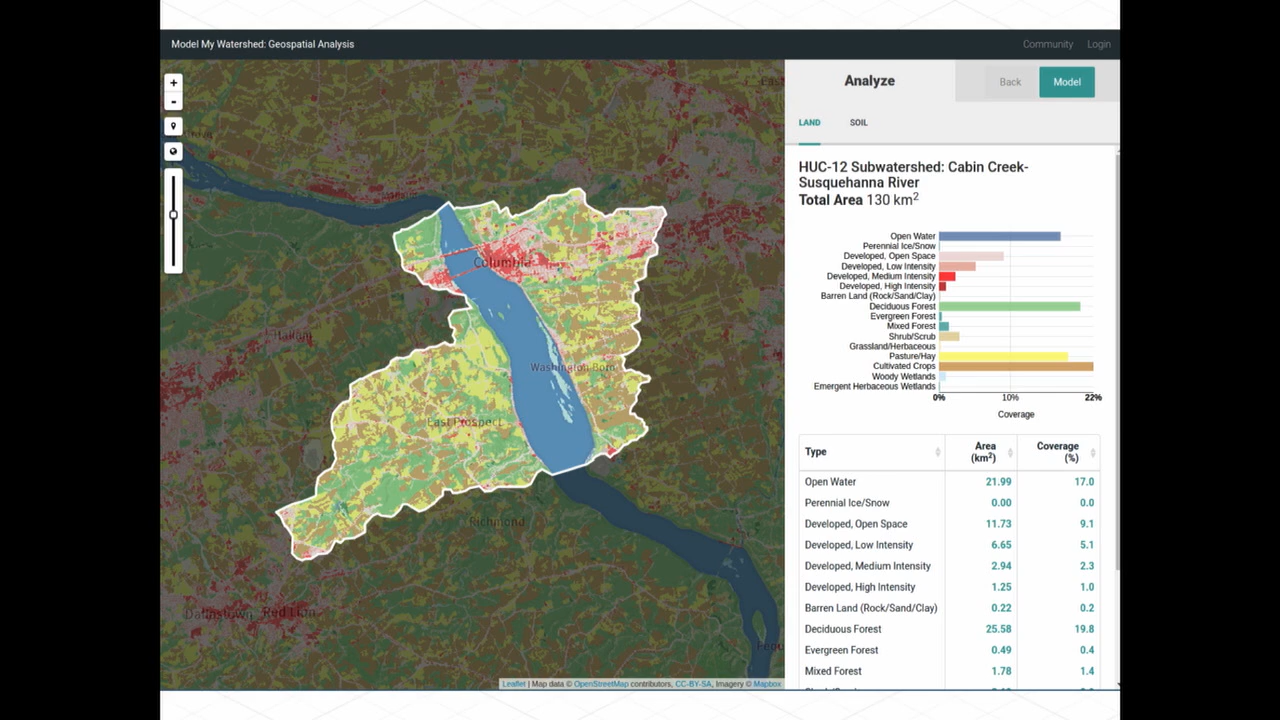 Model My Watershed: Geospatial Analysis
Community
Login
+
-
Columbia
Washington Boro
East Prospect
Richmond
Dallastown
Red Lion
Leaflet | Map data © OpenStreetMap contributors, CC-BY-SA, Imagery © Mapbox
Analyze
Back
Model
LAND
SOIL
HUC-12 Subwatershed: Cabin Creek-
Susquehanna River
Total Area 130 km²
Open Water
Perennial Ice/Snow
Developed, Open Space
Developed, Low Intensity
Developed, Medium Intensity
Developed, High Intensity
Barren Land (Rock/Sand/Clay)
Deciduous Forest
Evergreen Forest
Mixed Forest
Shrub/Scrub
Grassland/Herbaceous
Pasture/Hay
Cultivated Crops
Woody Wetlands
Emergent Herbaceous Wetlands
0% 10% 22%
Coverage
Type Area (km²) Coverage (%)
Open Water 21.99 17.0
Perennial Ice/Snow 0.00 0.0
Developed, Open Space 11.73 9.1
Developed, Low Intensity 6.65 5.1
Developed, Medium Intensity 2.94 2.3
Developed, High Intensity 1.25 1.0
Barren Land (Rock/Sand/Clay) 0.22 0.2
Deciduous Forest 25.58 19.8
Evergreen Forest 0.49 0.4
Mixed Forest 1.78 1.4